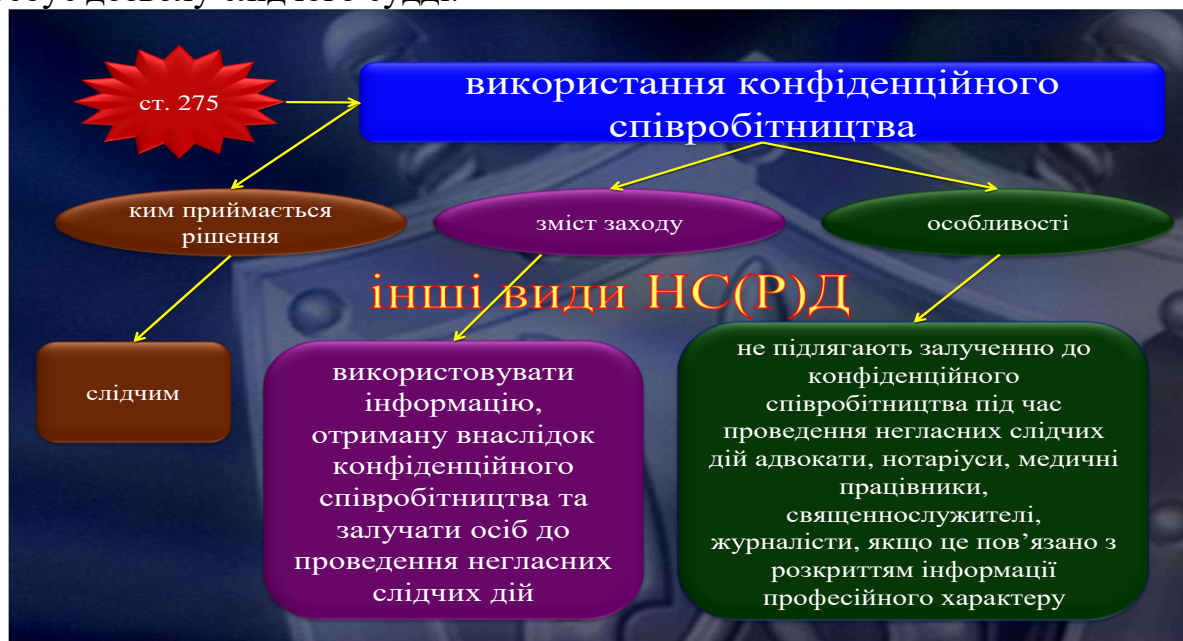 ст. 275
використання конфіденційного
співробітництва
ким приймається
рішення
зміст заходу
особливості
інші види НС(Р)Д
слідчим
використовувати
інформацію,
отриману внаслідок
конфіденційного
співробітництва та
залучати осіб до
проведення негласних
слідчих дій
не підлягають залученню до
конфіденційного
співробітництва під час
проведення негласних слідчих
дій адвокати, нотаріуси, медичні
працівники,
священнослужителі,
журналісти, якщо це пов’язано з
розкриттям інформації
професійного характеру